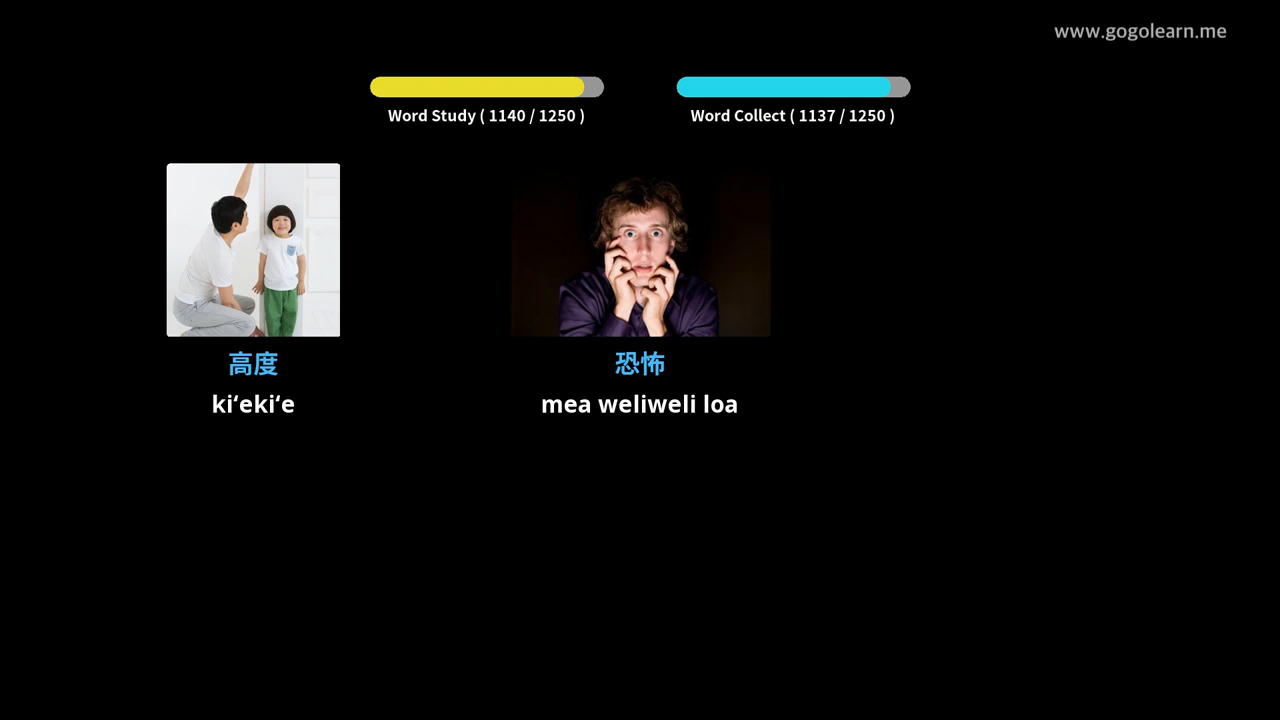 www.gogolearn.me
Word Study ( 1140 / 1250 )
Word Collect ( 1137 / 1250 )
高度
kiʻekiʻe
恐怖
mea weliweli loa